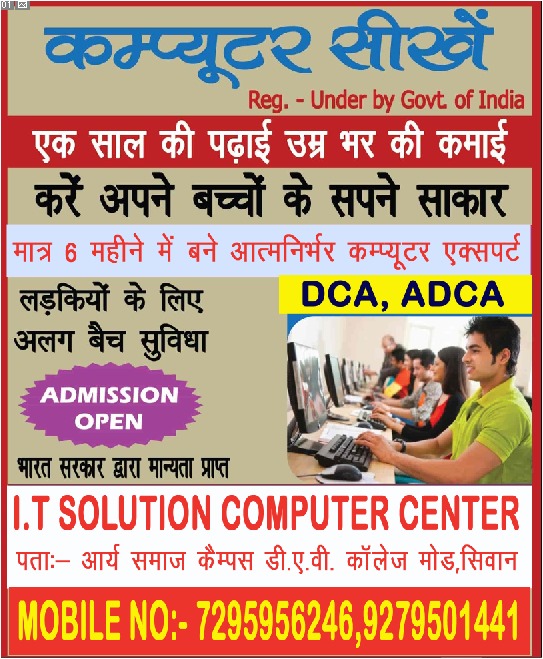 कम्प्यूटर सीखें
Reg. - Under by Govt. of India
एक साल की पढ़ाई उम्र भर की कमाई
करें अपने बच्चों के सपने साकार
मात्र 6 महीने में बने आत्मनिर्भर कम्प्यूटर एक्सपर्ट
लड़कियों के लिए
अलग बैच सुविधा
DCA, ADCA
ADMISSION
OPEN
भारत सरकार द्वारा मान्यता प्राप्त
I.T SOLUTION COMPUTER CENTER
पताः– आर्य समाज कैम्पस डी.ए.वी. कॉलेज मोड,सिवान
MOBILE NO:- 7295956246,9279501441